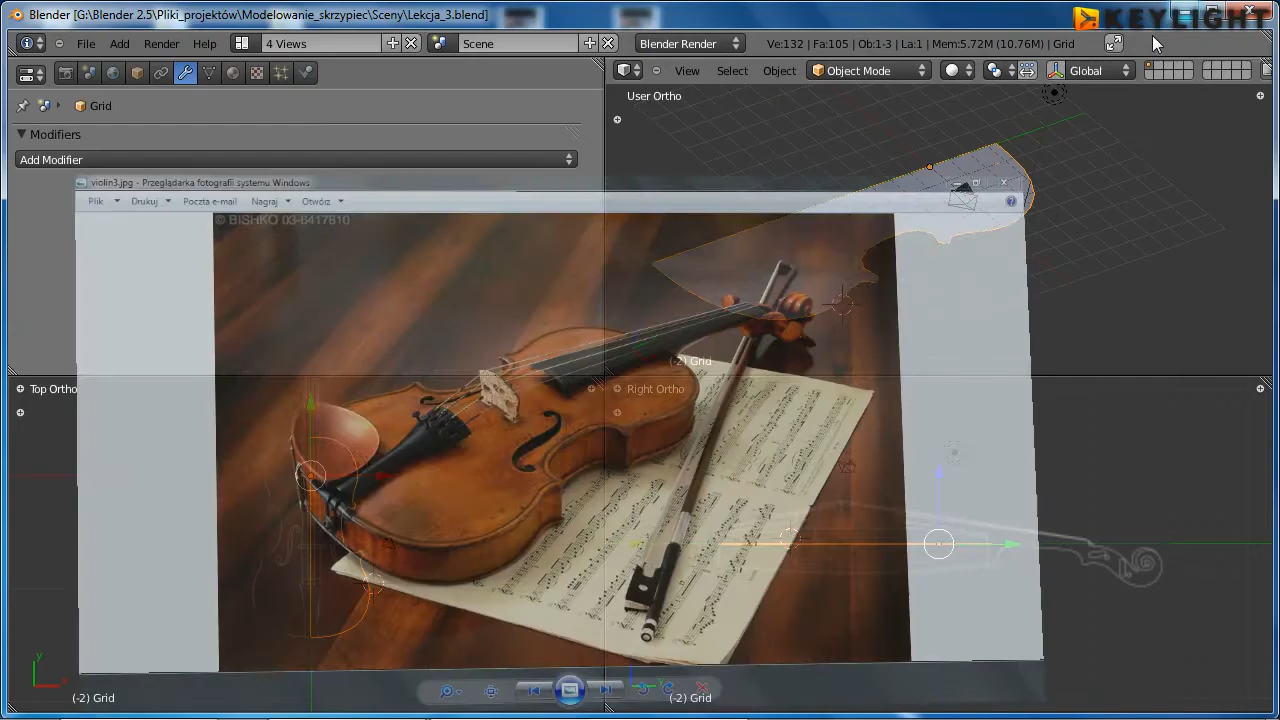 Blender [G:\Blender 2.5\Pliki_projektów\Modelowanie_skrzypiec\Sceny\Lekcja_3.blend]
KEYLIGHT
File Add Render Help 4 Views Scene Blender Render Ve:132 | Fa:105 | Ob:1-3 | La:1 | Mem:5.72M (10.76M) | Grid
View Select Object Object Mode Global
User Ortho
Grid
Modifiers
Add Modifier
violin3.jpg - Przeglądarka fotografii systemu Windows
Plik Drukuj Poczta e-mail Nagraj Otwórz
© BISHKO 03-6417810
(-2) Grid
Top Ortho
Right Ortho
y
x
(-2) Grid
(-2) Grid